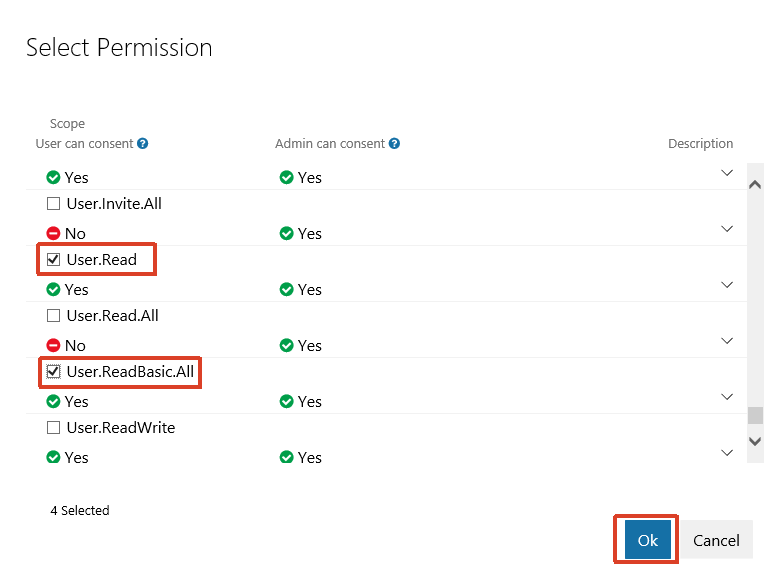 Select Permission
Scope
User can consent ? Admin can consent ? Description
Yes Yes
User.Invite.All
No Yes
User.Read
Yes Yes
User.Read.All
No Yes
User.ReadBasic.All
Yes Yes
User.ReadWrite
Yes Yes
4 Selected
Ok Cancel